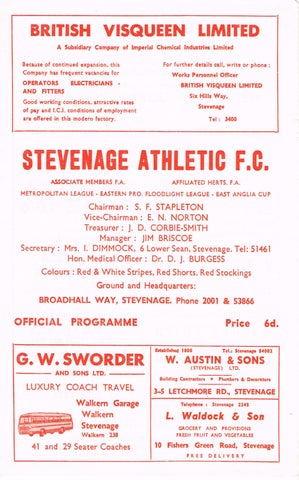 BRITISH VISQUEEN LIMITED
A Subsidiary Company of Imperial Chemical Industries Limited
Because of continued expansion, this
Company has frequent vacancies for
OPERATORS ELECTRICIANS -
AND FITTERS
Good working conditions, attractive rates
of pay and I.C.I. conditions of employment
are offered in this modern factory.
For further details call, write or phone :
Works Personnel Officer
BRITISH VISQUEEN LIMITED
Six Hills Way,
Stevenage
Tel : 3400
STEVENAGE ATHLETIC F.C.
ASSOCIATE MEMBERS F.A. AFFILIATED HERTS. F.A.
METROPOLITAN LEAGUE - EASTERN PRO. FLOODLIGHT LEAGUE - EAST ANGLIA CUP
Chairman : S. F. STAPLETON
Vice-Chairman : E. N. NORTON
Treasurer : J. D. CORBIE-SMITH
Manager : JIM BRISCOE
Secretary : Mrs. I. DIMMOCK, 6 Lower Sean, Stevenage. Tel: 51461
Hon. Medical Officer : Dr. D. J. BURGESS
Colours : Red & White Stripes, Red Shorts, Red Stockings
Ground and Headquarters:
BROADHALL WAY, STEVENAGE. Phone 2001 & 53866
OFFICIAL PROGRAMME Price 6d.
G. W. SWORDER
AND SONS LTD.
LUXURY COACH TRAVEL
Walkern Garage
Walkern
Stevenage
Walkern 238
41 and 29 Seater Coaches
Established 1900 Tel.: Stevenage 54002
W. AUSTIN & SONS
(STEVENAGE) LTD.
Building Contractors • Plumbers & Decorators
3-5 LETCHMORE RD., STEVENAGE
Telephone : Stevenage 2245
L. Waldock & Son
GROCERY AND PROVISIONS
FRESH FRUIT AND VEGETABLES
10 Fishers Green Road, Stevenage
FREE DELIVERY